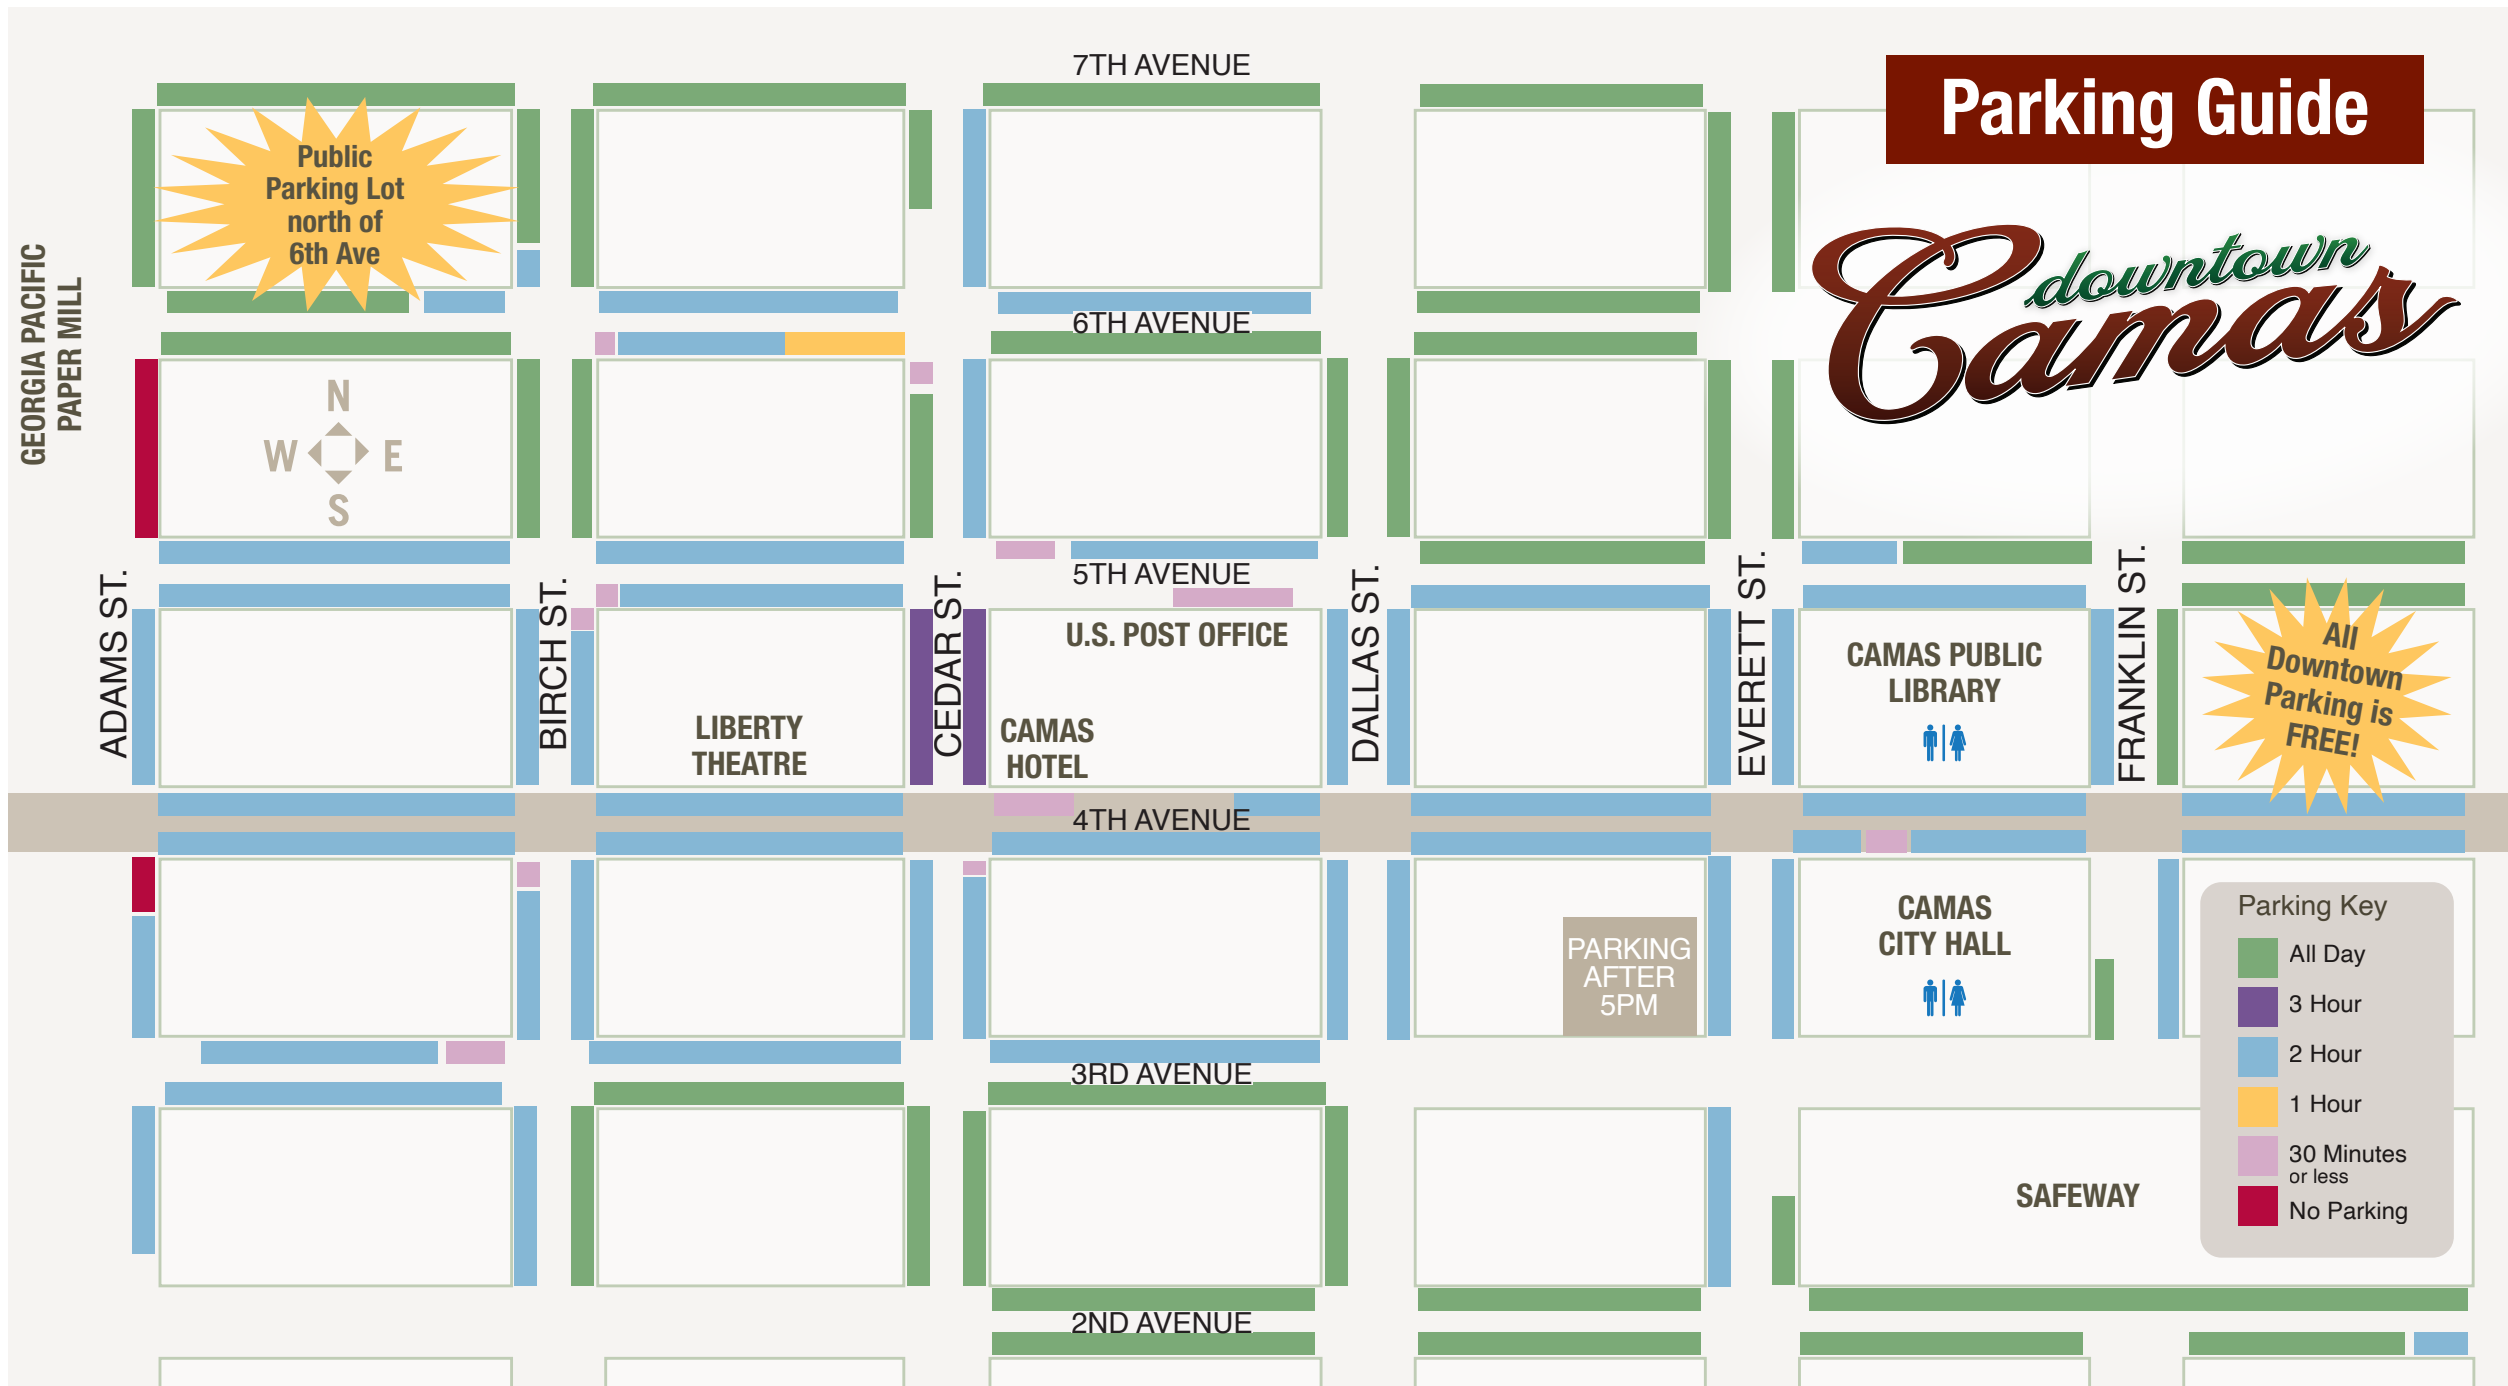 7TH AVENUE
Parking Guide
Public
Parking Lot
north of
6th Ave
downtown
Camas
GEORGIA PACIFIC
PAPER MILL
6TH AVENUE
N
W
E
S
5TH AVENUE
ADAMS ST.
BIRCH ST.
CEDAR ST.
DALLAS ST.
EVERETT ST.
FRANKLIN ST.
U.S. POST OFFICE
CAMAS PUBLIC
LIBRARY
All
Downtown
Parking is
FREE!
LIBERTY
THEATRE
CAMAS
HOTEL
4TH AVENUE
PARKING
AFTER
5PM
CAMAS
CITY HALL
Parking Key
All Day
3 Hour
2 Hour
1 Hour
30 Minutes
or less
No Parking
3RD AVENUE
SAFEWAY
2ND AVENUE